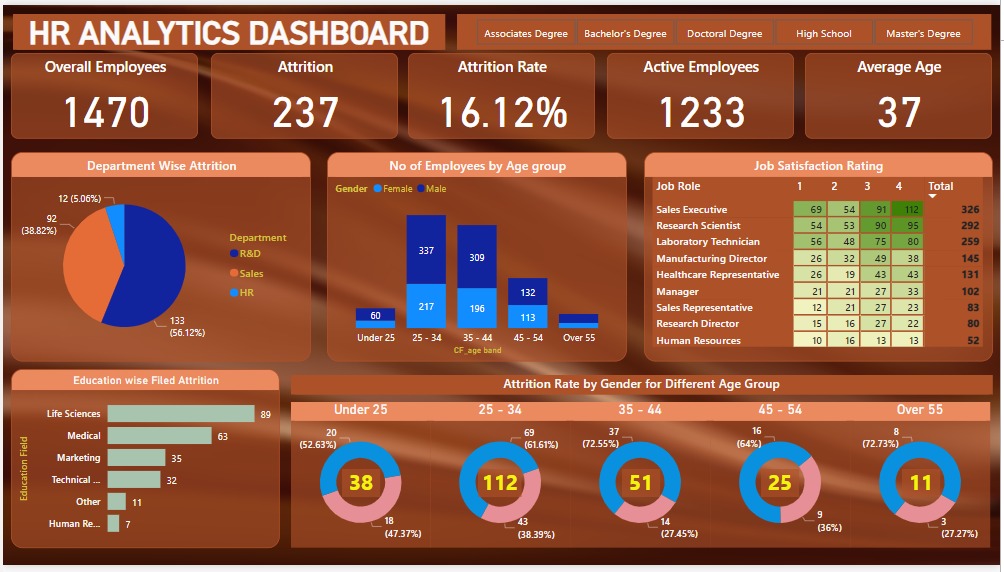 HR ANALYTICS DASHBOARD
Associates Degree Bachelor's Degree Doctoral Degree High School Master's Degree
Overall Employees
1470
Attrition
237
Attrition Rate
16.12%
Active Employees
1233
Average Age
37
Department Wise Attrition
12 (5.06%)
92
(38.82%)
133
(56.12%)
Department
R&D
Sales
HR
No of Employees by Age group
Gender Female Male
337
309
132
60
217
196
113
Under 25 25 - 34 35 - 44 45 - 54 Over 55
CF_age band
Job Satisfaction Rating
Job Role 1 2 3 4 Total
Sales Executive 69 54 91 112 326
Research Scientist 54 53 90 95 292
Laboratory Technician 56 48 75 80 259
Manufacturing Director 26 32 49 38 145
Healthcare Representative 26 19 43 43 131
Manager 21 21 27 33 102
Sales Representative 12 21 27 23 83
Research Director 15 16 27 22 80
Human Resources 10 16 13 13 52
Education wise Filed Attrition
Education Field
Life Sciences 89
Medical 63
Marketing 35
Technical ... 32
Other 11
Human Re... 7
Attrition Rate by Gender for Different Age Group
Under 25 25 - 34 35 - 44 45 - 54 Over 55
20
(52.63%)
38
18
(47.37%)
69
(61.61%)
112
43
(38.39%)
37
(72.55%)
51
14
(27.45%)
16
(64%)
25
9
(36%)
8
(72.73%)
11
3
(27.27%)